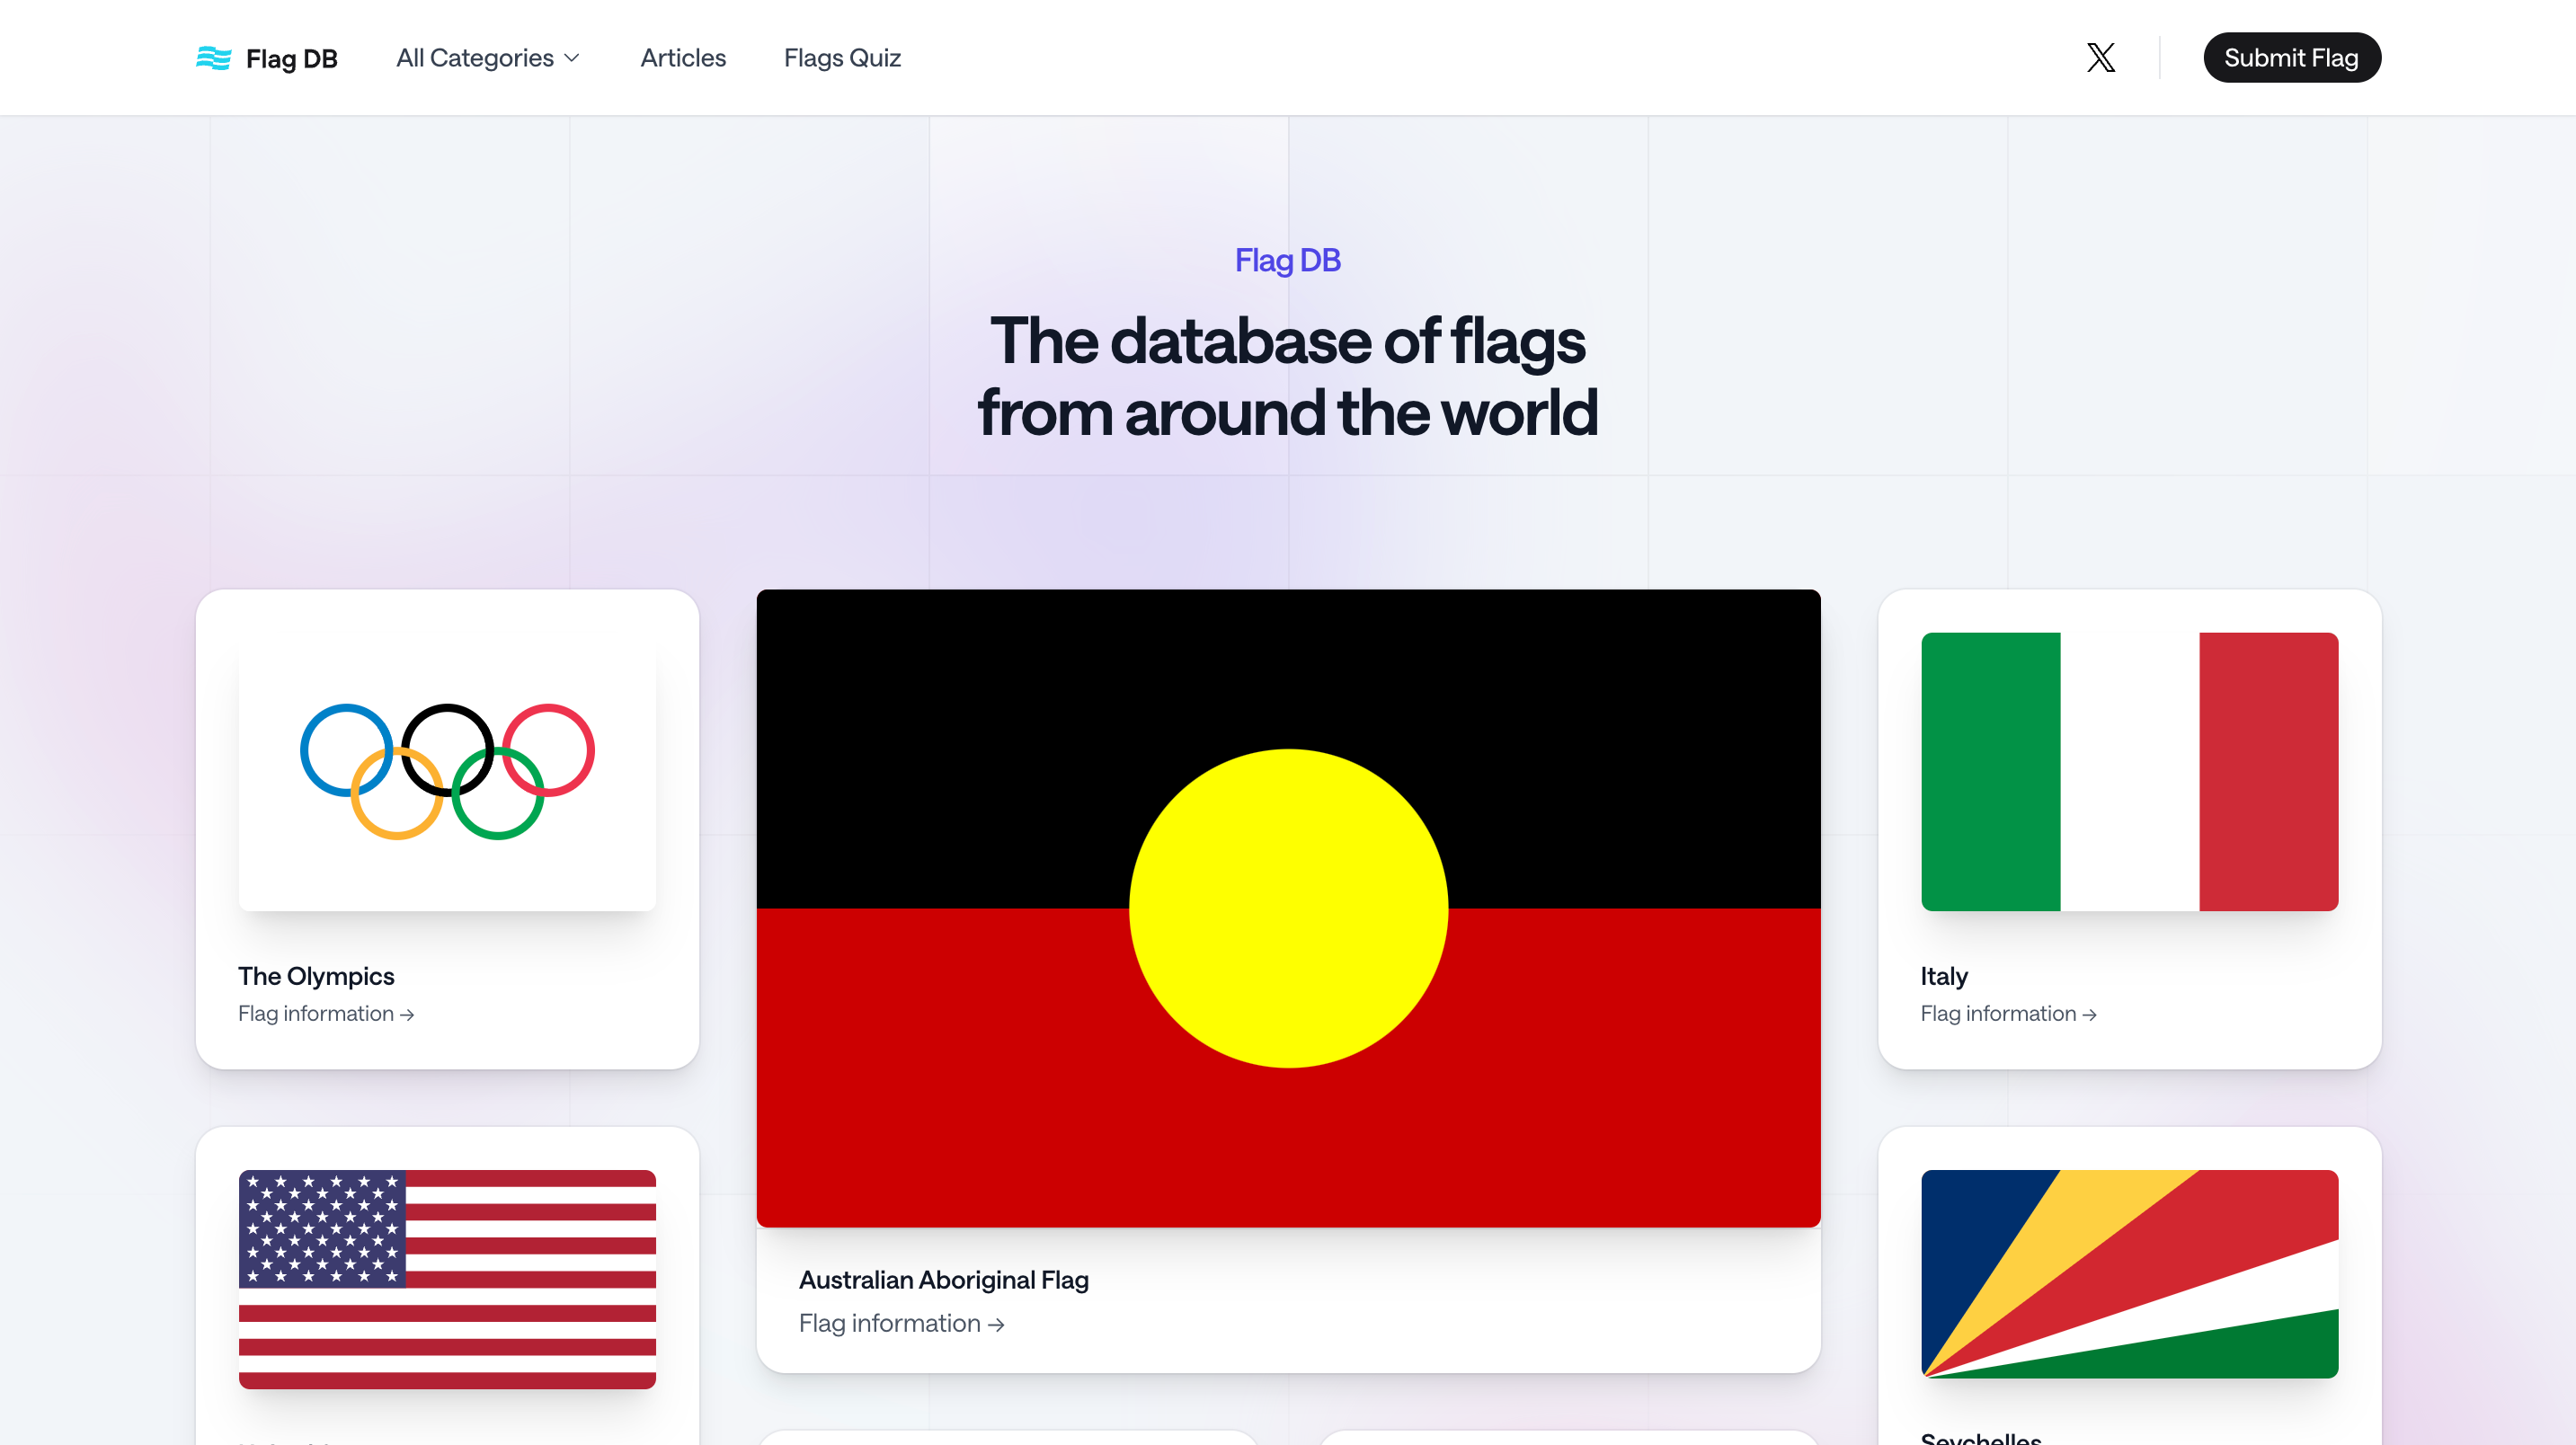 Flag DB
All Categories
Articles
Flags Quiz
Submit Flag
Flag DB
The database of flags
from around the world
The Olympics
Flag information →
Australian Aboriginal Flag
Flag information →
Italy
Flag information →
Seychelles